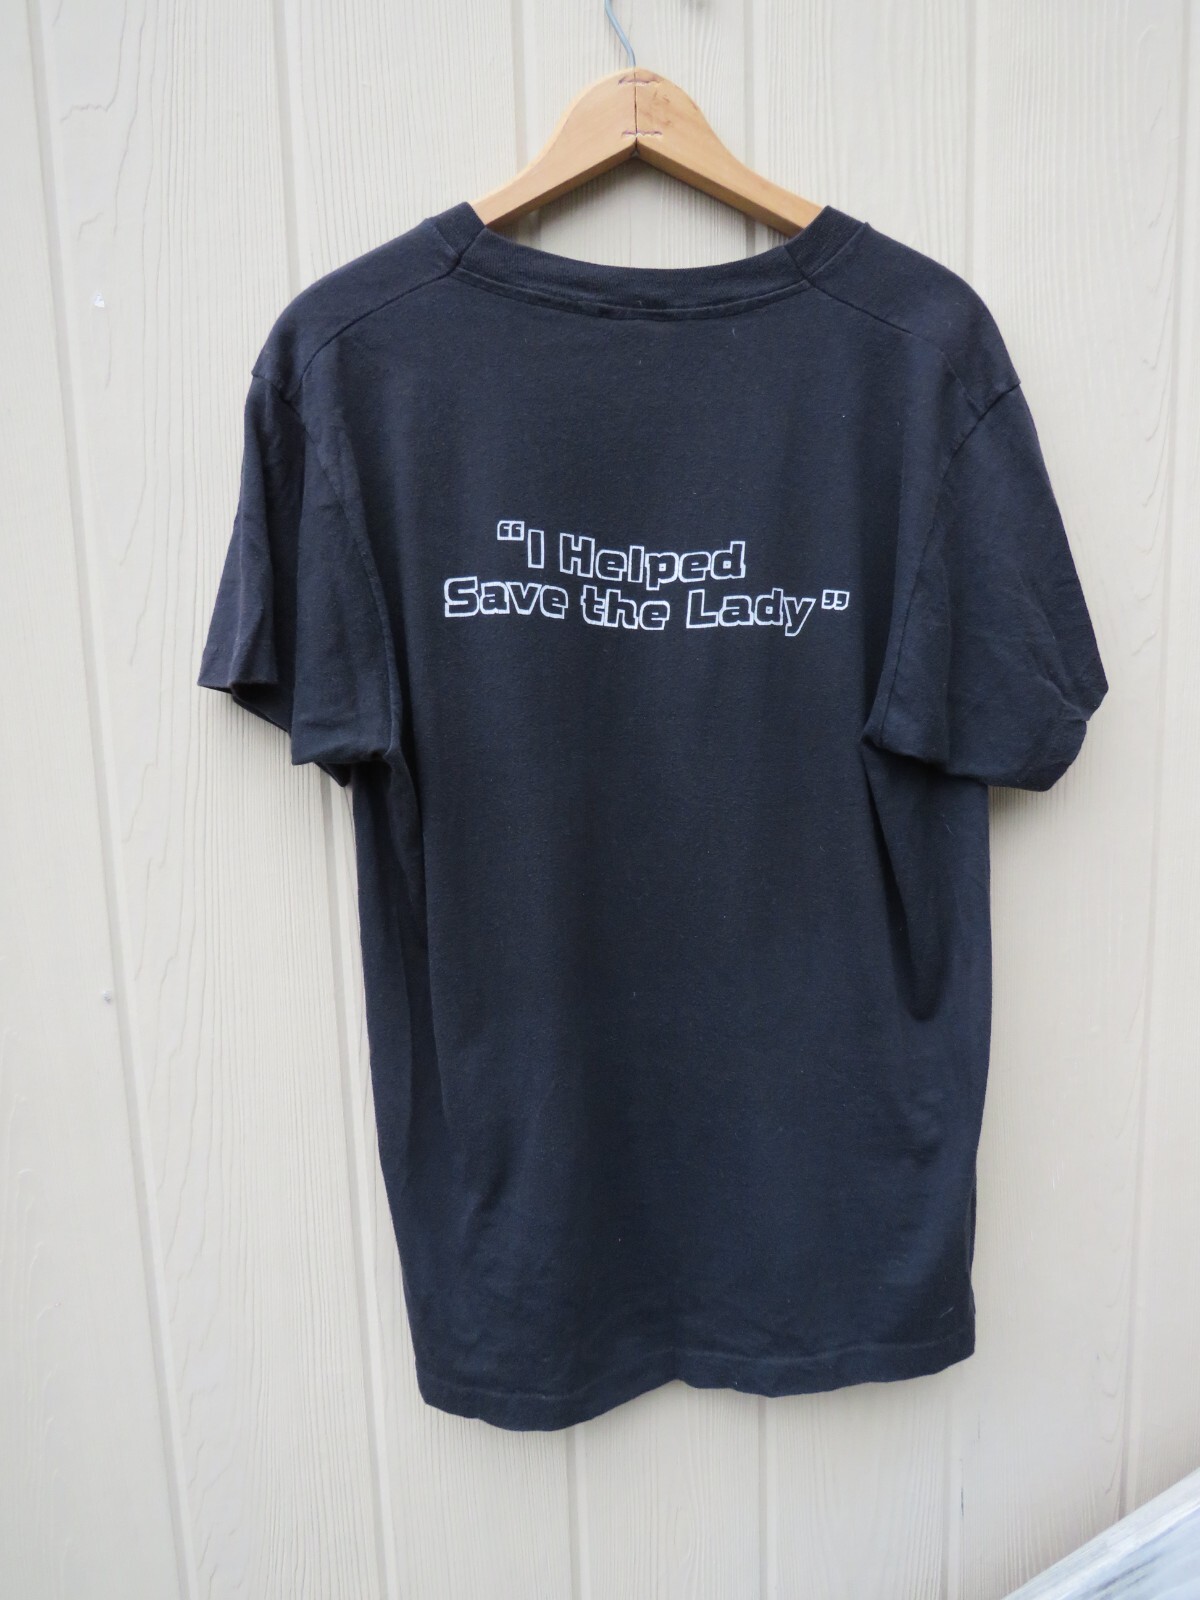 “I Helped
Save the Lady”